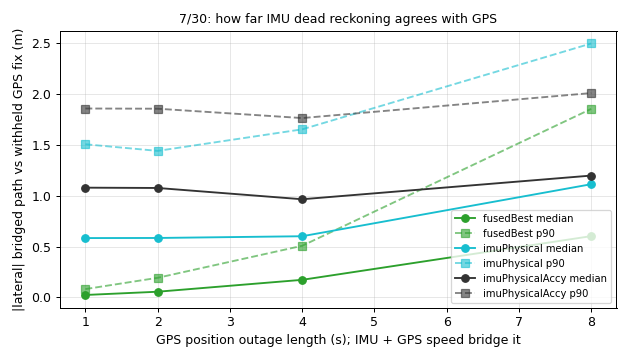 7/30: how far IMU dead reckoning agrees with GPS
|lateral| bridged path vs withheld GPS fix (m)
2.5
2.0
1.5
1.0
0.5
0.0
fusedBest median
fusedBest p90
imuPhysical median
imuPhysical p90
imuPhysicalAccy median
imuPhysicalAccy p90
1 2 3 4 5 6 7 8
GPS position outage length (s); IMU + GPS speed bridge it